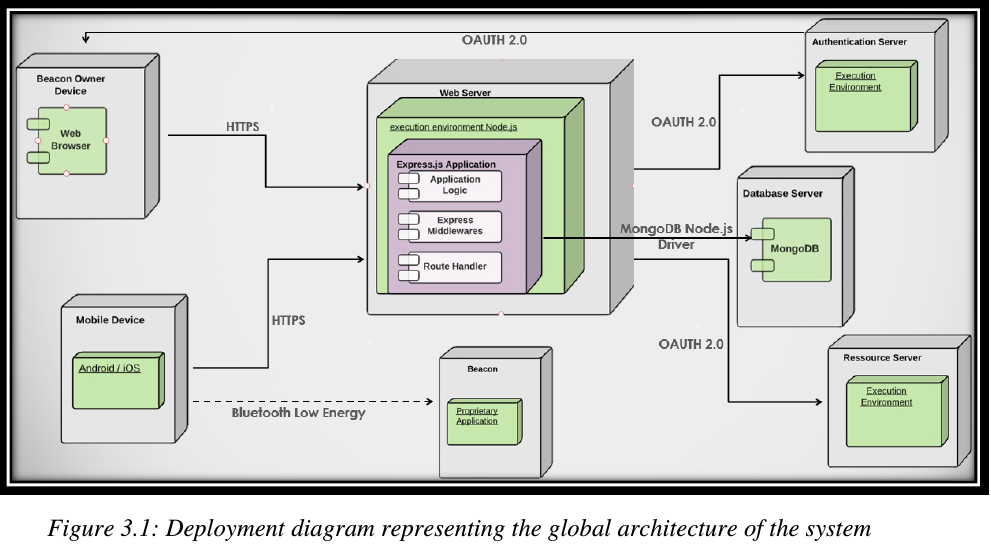 OAUTH 2.0
Authentication Server
Execution
Environment
Beacon Owner
Device
Web
Browser
HTTPS
Web Server
execution environment Node.js
Express.js Application
Application
Logic
Express
Middlewares
Route Handler
OAUTH 2.0
Database Server
MongoDB
MongoDB Node.js
Driver
Mobile Device
Android / iOS
HTTPS
Bluetooth Low Energy
Beacon
Proprietary
Application
OAUTH 2.0
Ressource Server
Execution
Environment
Figure 3.1: Deployment diagram representing the global architecture of the system